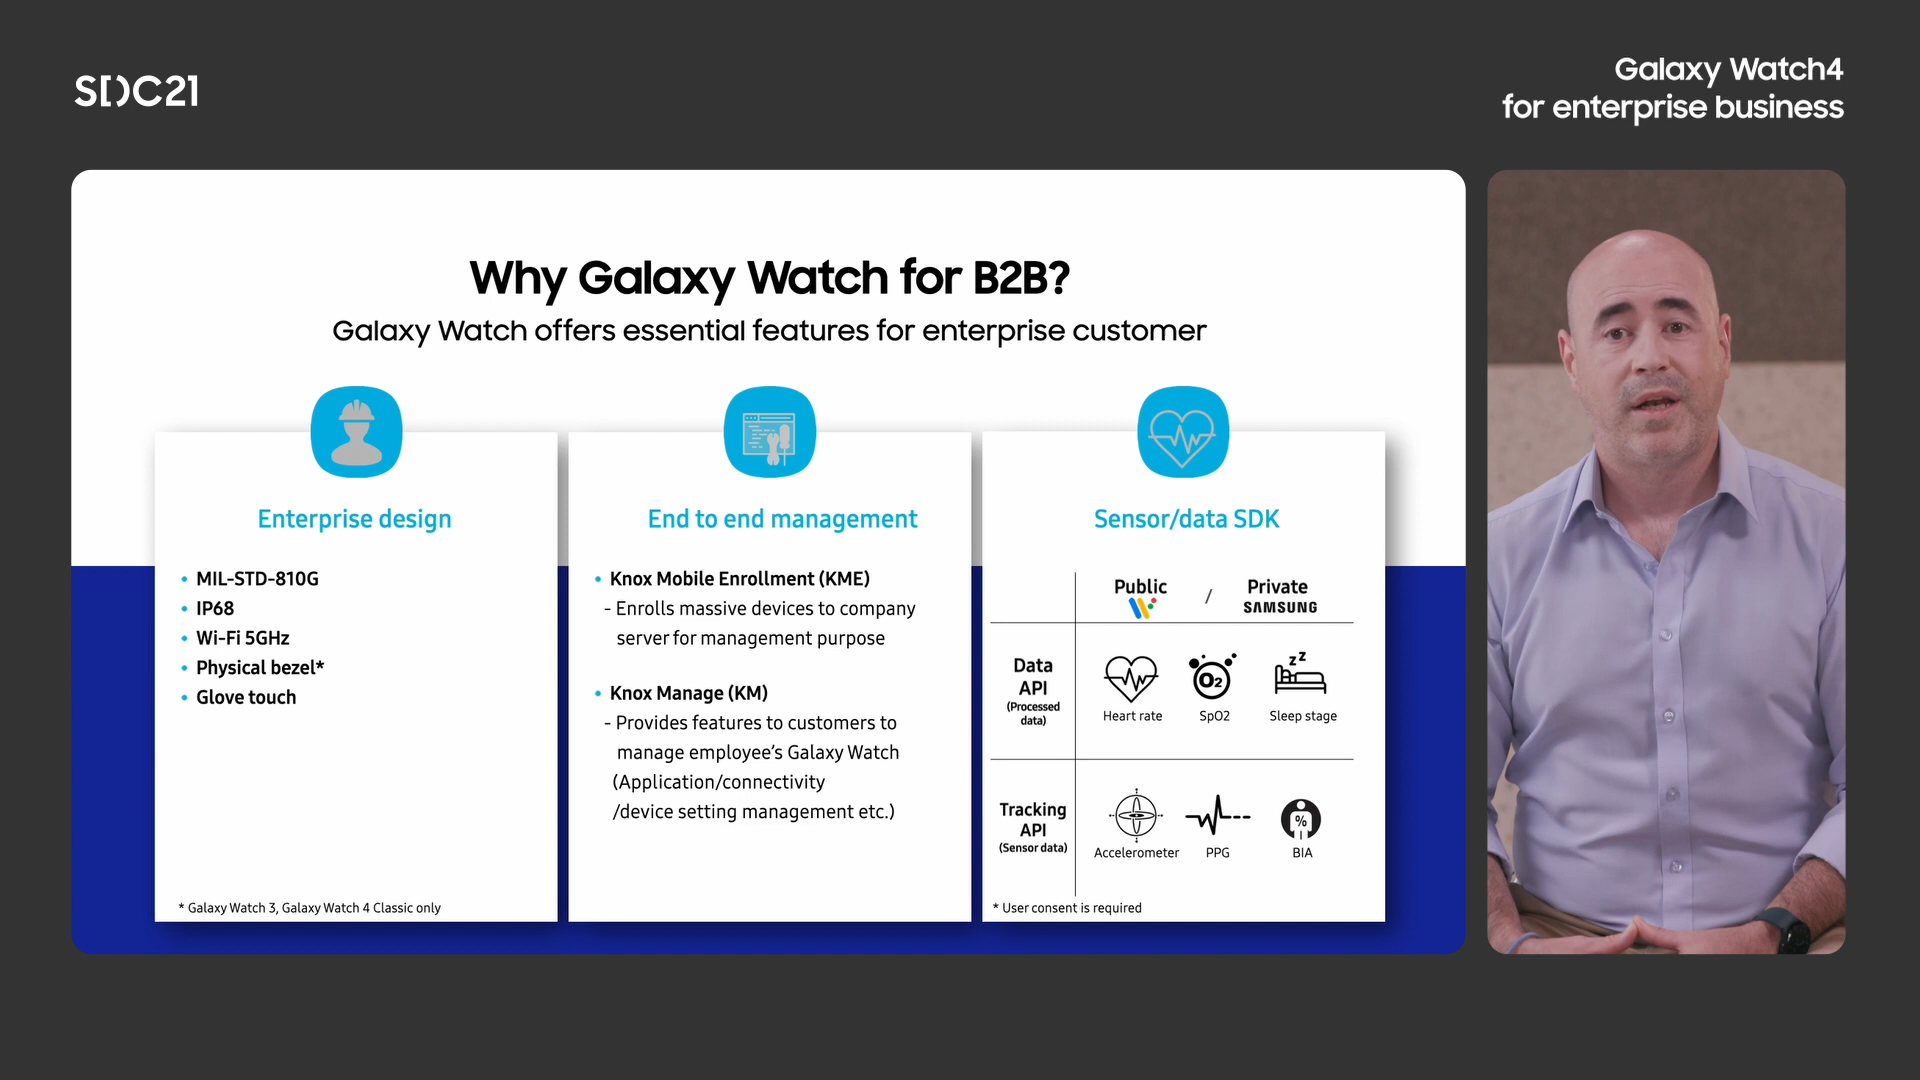 SDC21
Galaxy Watch4
for enterprise business
Why Galaxy Watch for B2B?
Galaxy Watch offers essential features for enterprise customer
Enterprise design
• MIL-STD-810G
• IP68
• Wi-Fi 5GHz
• Physical bezel*
• Glove touch
* Galaxy Watch 3, Galaxy Watch 4 Classic only
End to end management
• Knox Mobile Enrollment (KME)
- Enrolls massive devices to company
server for management purpose
• Knox Manage (KM)
- Provides features to customers to
manage employee’s Galaxy Watch
(Application/connectivity
/device setting management etc.)
Sensor/data SDK
Public / Private
SAMSUNG
Data
API
(Processed
data)
O2
zz
Heart rate SpO2 Sleep stage
Tracking
API
(Sensor data)
%
Accelerometer PPG BIA
* User consent is required